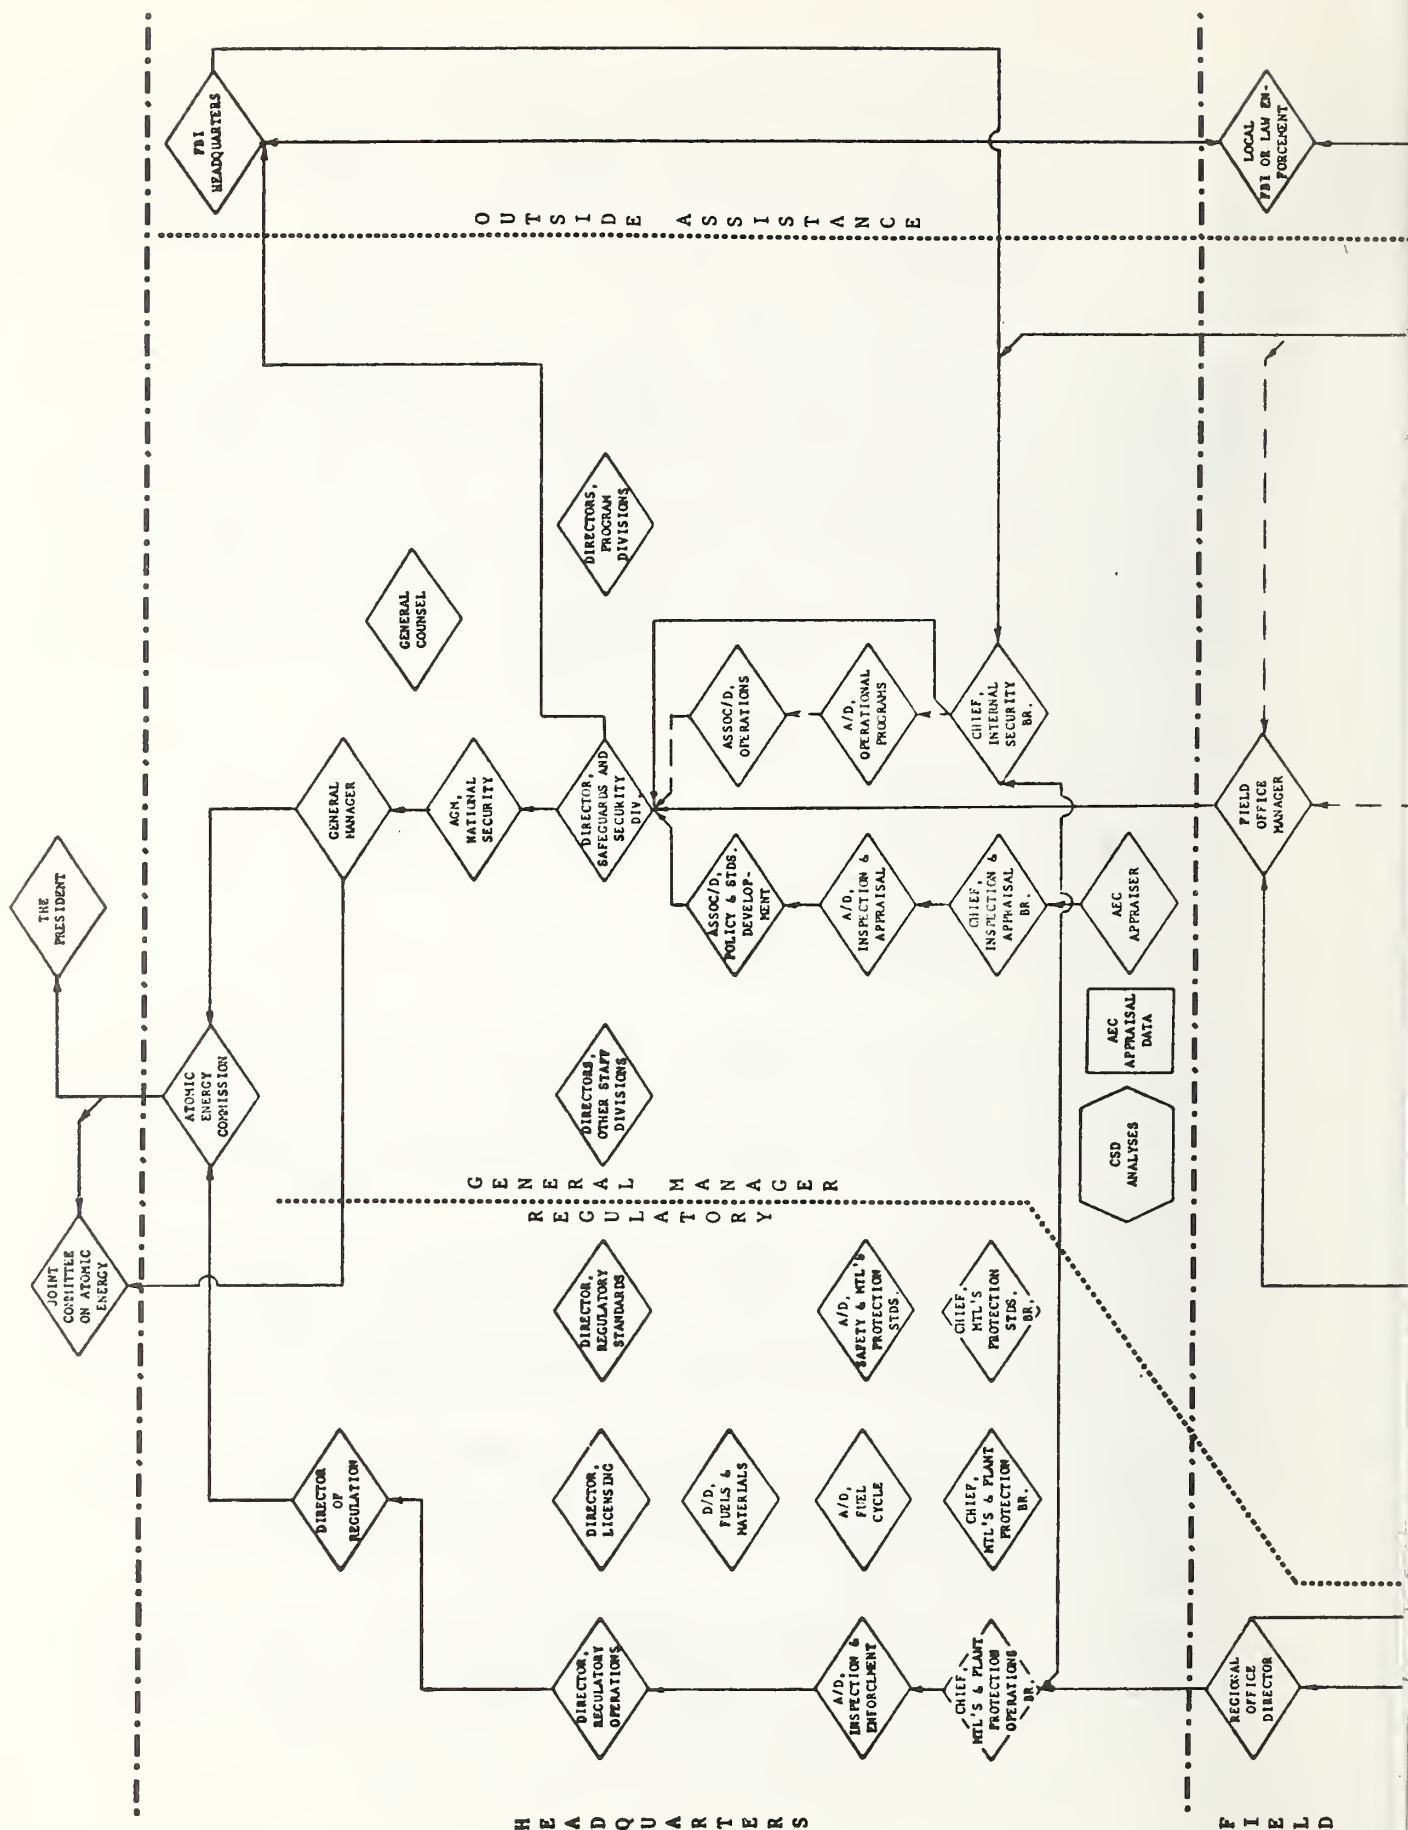 THE
PRESIDENT
JOINT
COMMITTEE
ON ATOMIC
ENERGY
HEADQUARTERS
ATOMIC
ENERGY
COMMISSION
FBI
HEADQUARTERS
DIRECTOR
OF
REGULATION
GENERAL
MANAGER
GENERAL
COUNSEL
AGM,
NATIONAL
SECURITY
DIRECTOR,
REGULATORY
OPERATIONS
DIRECTOR,
LICENSING
DIRECTOR,
REGULATORY
STANDARDS
REGULATORY
GENERAL MANAGER
DIRECTORS,
OTHER STAFF
DIVISIONS
DIRECTOR,
SAFEGUARDS AND
SECURITY
DIV.
DIRECTORS,
PROGRAM
DIVISIONS
OUTSIDE ASSISTANCE
D/D,
FUELS &
MATERIALS
ASSOC/D,
POLICY & STDS.
DEVELOP-
MENT
ASSOC/D,
OPERATIONS
A/D,
INSPECTION &
ENFORCEMENT
A/D,
FUEL
CYCLE
A/D,
SAFETY & MTL'S
PROTECTION
STDS.
A/D,
INSPECTION &
APPRAISAL
A/D,
OPERATIONAL
PROGRAMS
CHIEF,
MTL'S & PLANT
PROTECTION
OPERATIONS
BR.
CHIEF,
MTL'S & PLANT
PROTECTION
BR.
CHIEF,
MTL'S
PROTECTION
STDS.
BR.
CHIEF,
INSPECTION &
APPRAISAL
BR.
CHIEF,
INTERNAL
SECURITY
BR.
CSD
ANALYSES
AEC
APPRAISAL
DATA
AEC
APPRAISER
FIELD
REGIONAL
OFFICE
DIRECTOR
FIELD
OFFICE
MANAGER
LOCAL
FBI OR LAW EN-
FORCEMENT